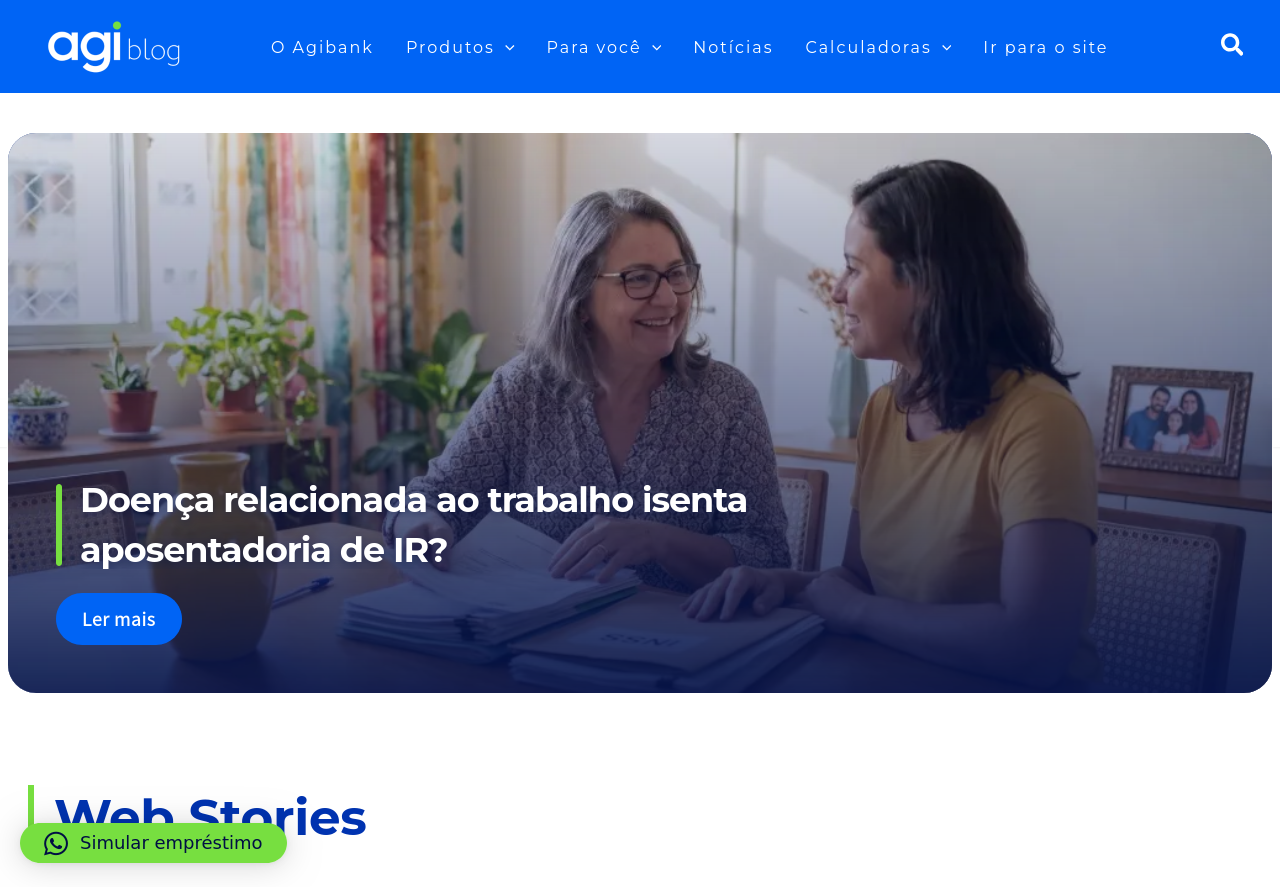 agi blog
O Agibank
Produtos
Para você
Notícias
Calculadoras
Ir para o site
Doença relacionada ao trabalho isenta
aposentadoria de IR?
Ler mais
Web Stories
Simular empréstimo